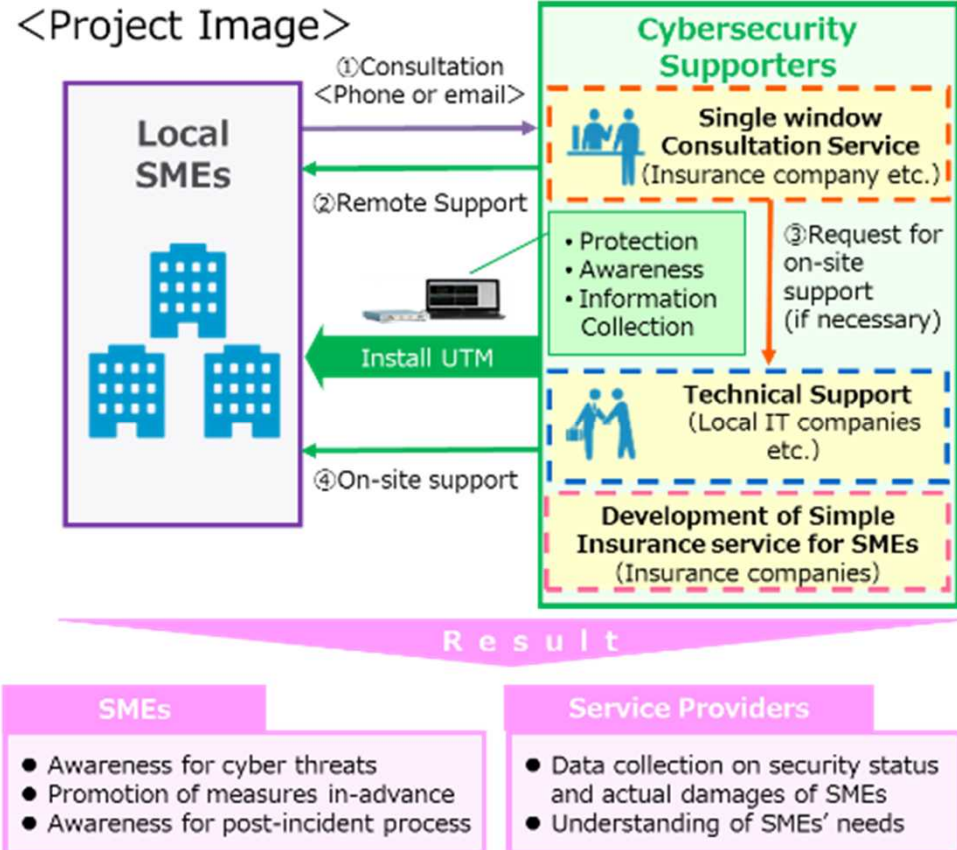 <Project Image>
①Consultation
<Phone or email>
Local
SMEs
②Remote Support
Install UTM
④On-site support
Cybersecurity
Supporters
Single window
Consultation Service
(Insurance company etc.)
• Protection
• Awareness
• Information
Collection
③Request for
on-site
support
(if necessary)
Technical Support
(Local IT companies
etc.)
Development of Simple
Insurance service for SMEs
(Insurance companies)
Result
SMEs
● Awareness for cyber threats
● Promotion of measures in-advance
● Awareness for post-incident process
Service Providers
● Data collection on security status
and actual damages of SMEs
● Understanding of SMEs' needs